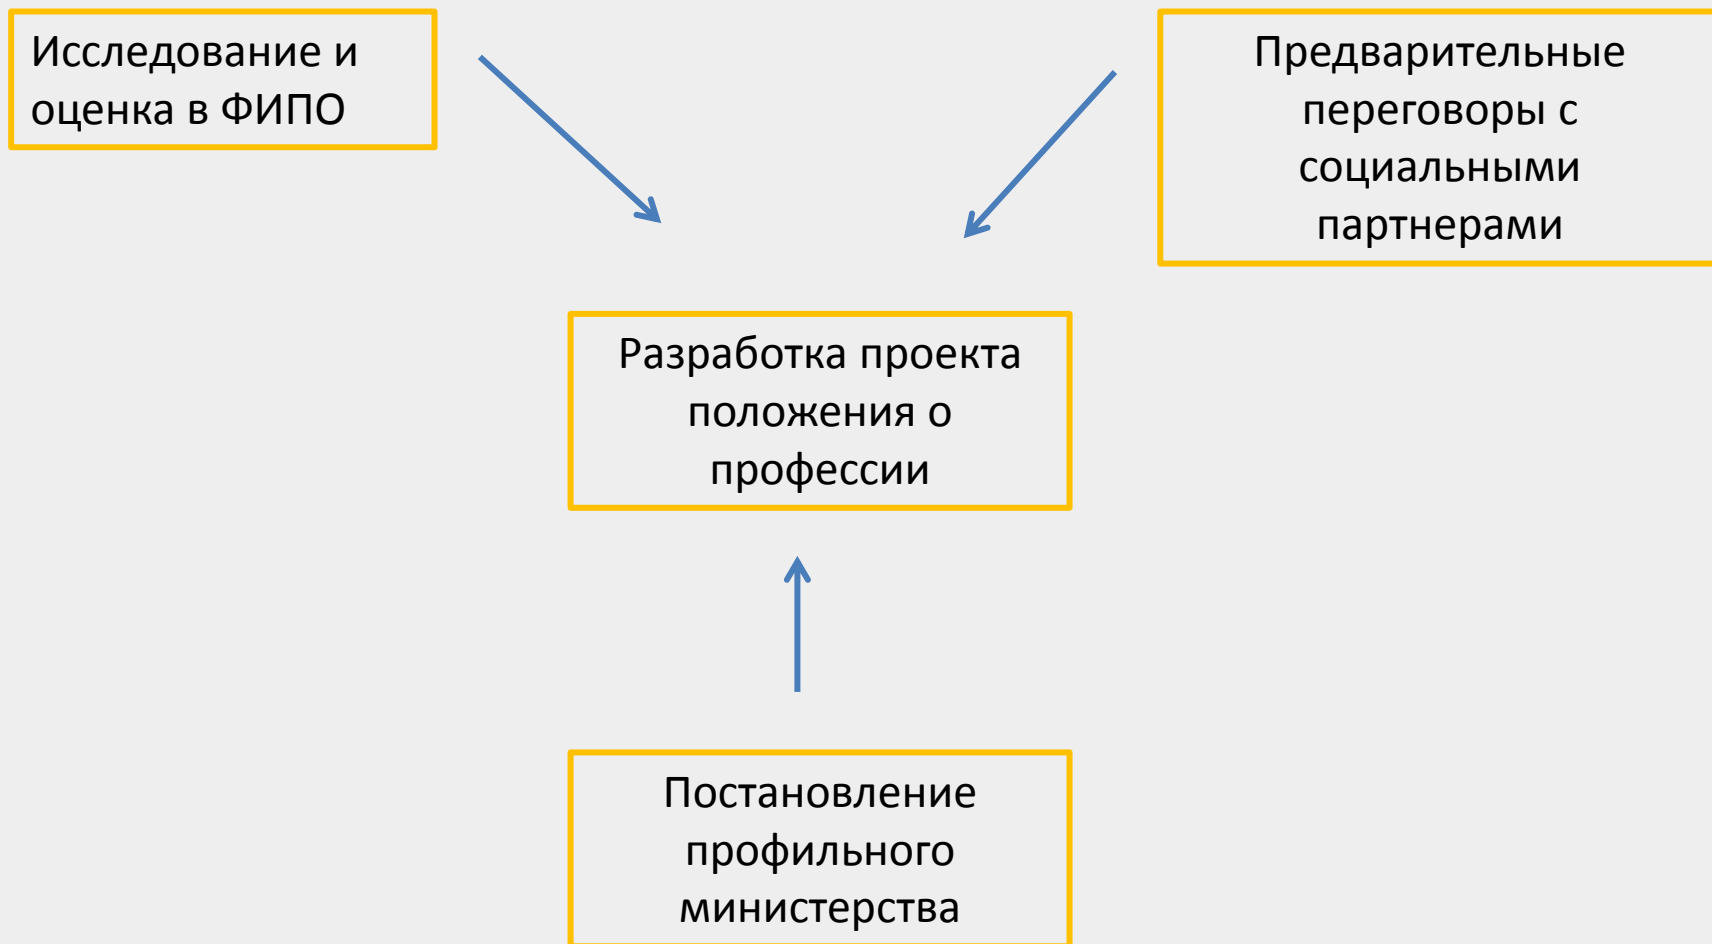 Исследование и
оценка в ФИПО
Предварительные
переговоры с
социальными
партнерами
Разработка проекта
положения о
профессии
Постановление
профильного
министерства